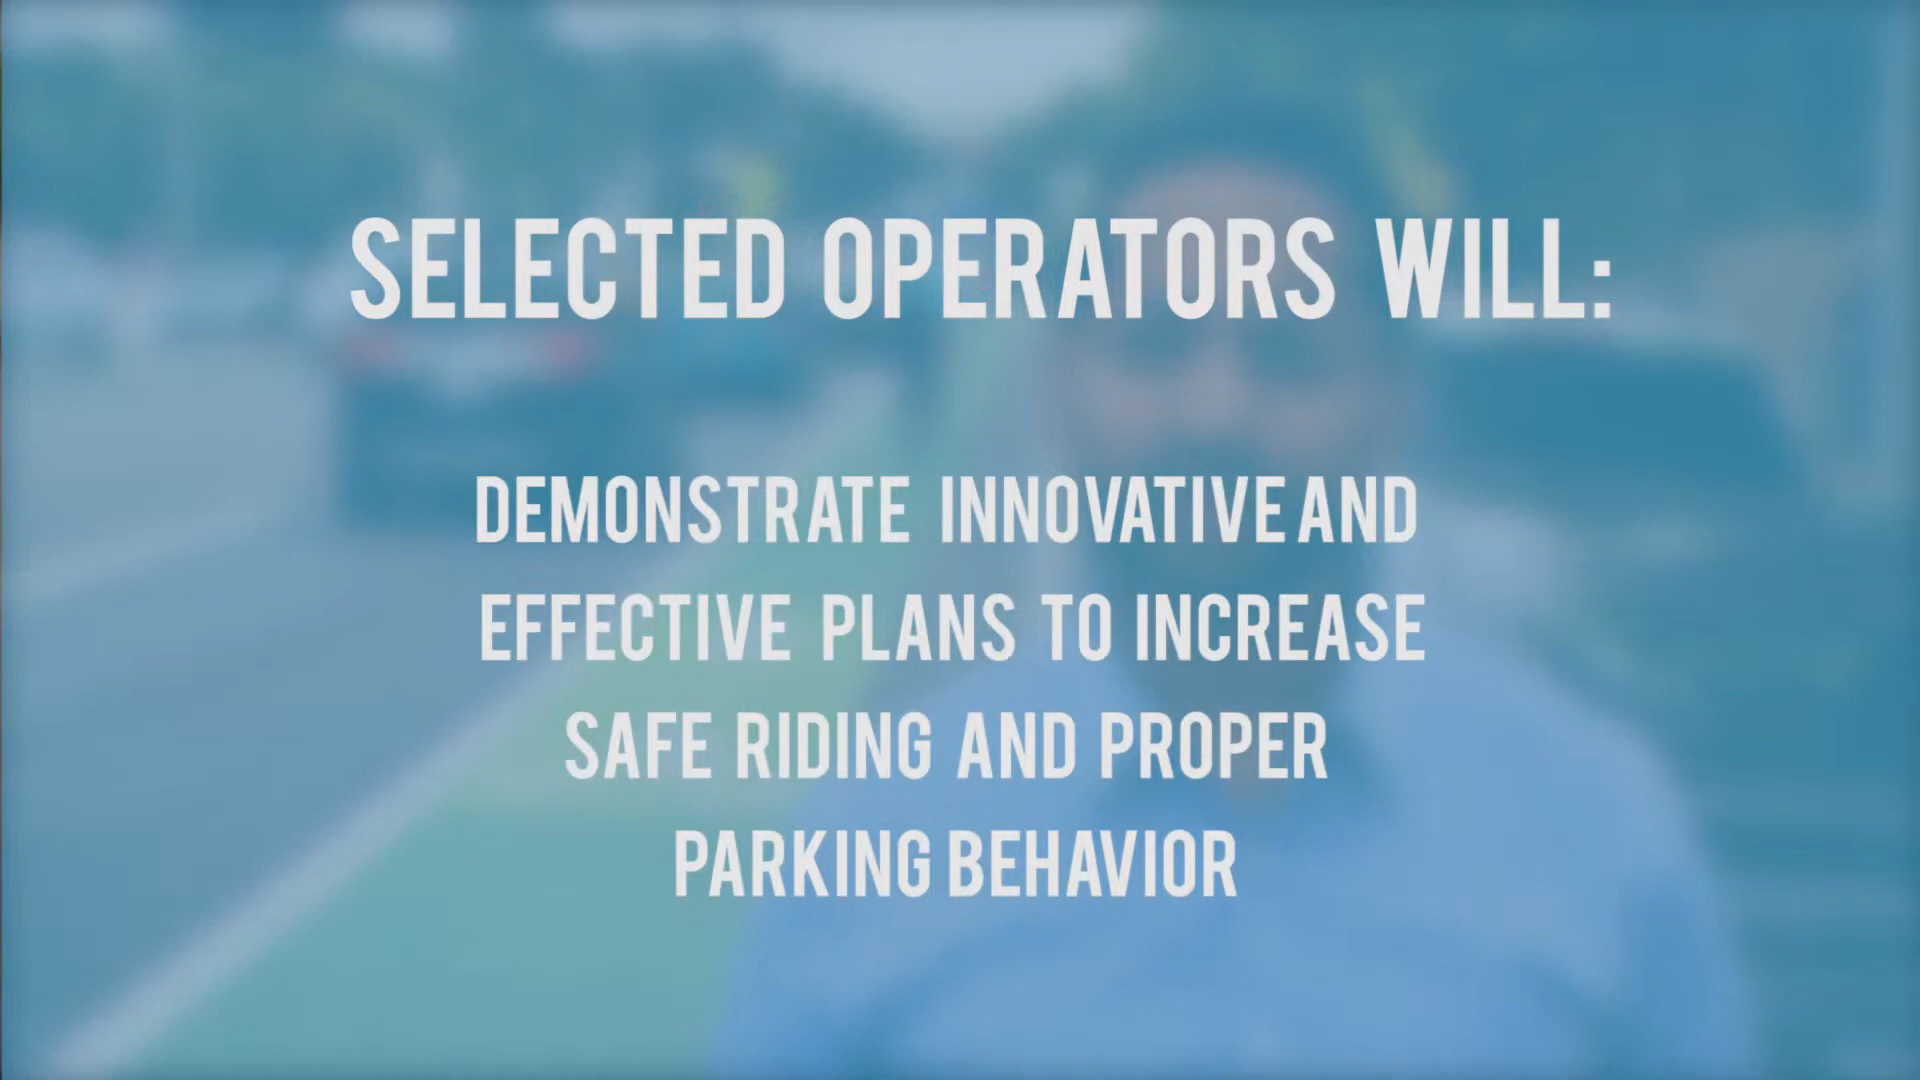 SELECTED OPERATORS WILL:
DEMONSTRATE INNOVATIVE AND
EFFECTIVE PLANS TO INCREASE
SAFE RIDING AND PROPER
PARKING BEHAVIOR